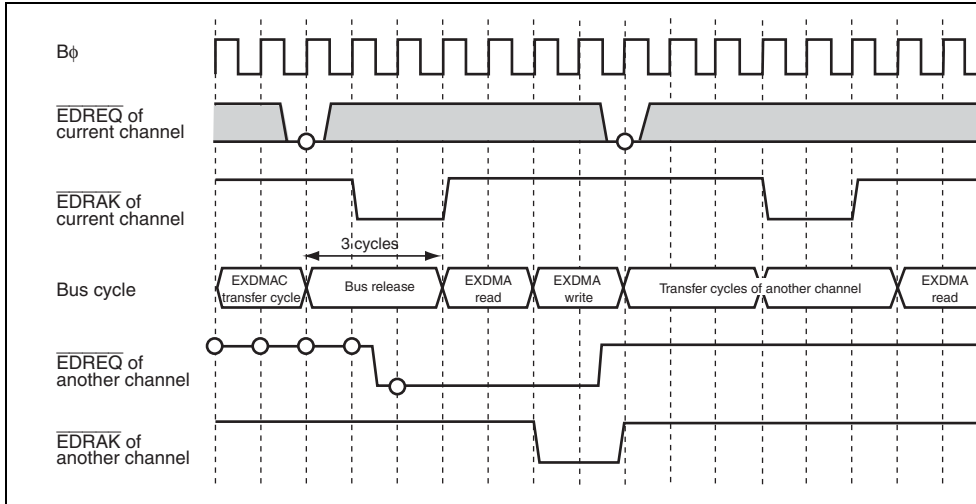 Bφ
EDREQ of
current channel
EDRAK of
current channel
3 cycles
Bus cycle
EXDMAC
transfer cycle
Bus release
EXDMA
read
EXDMA
write
Transfer cycles of another channel
EXDMA
read
EDREQ of
another channel
EDRAK of
another channel